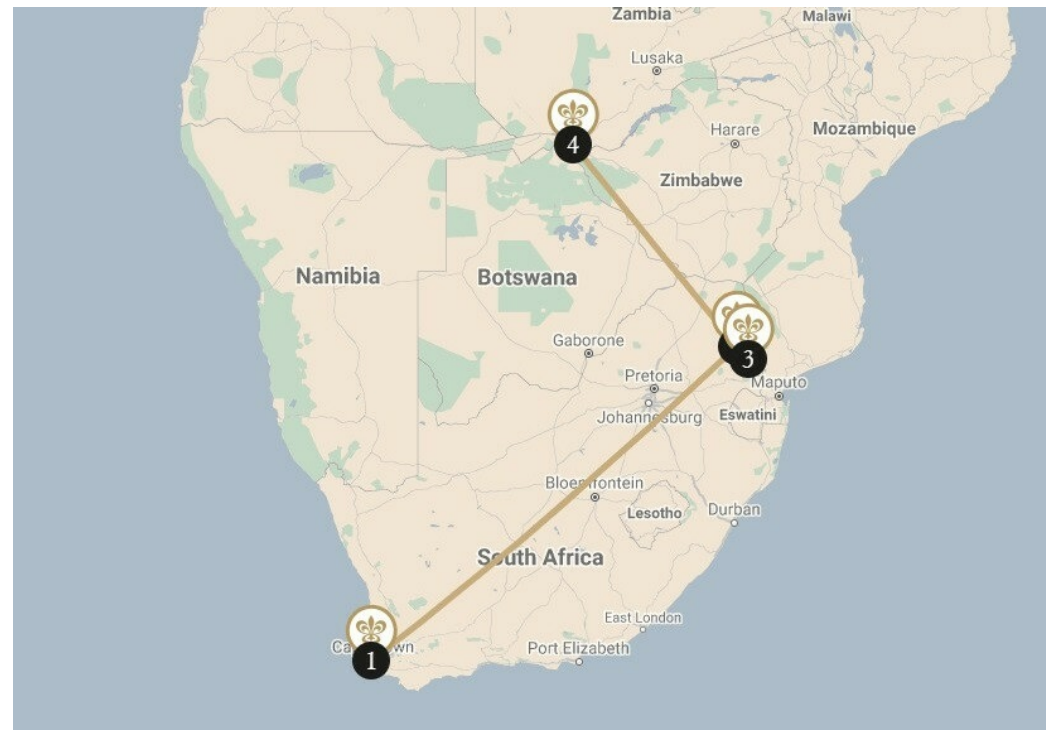 Zambia
Malawi
Lusaka
4
Harare
Mozambique
Zimbabwe
Namibia
Botswana
Gaborone
3
Pretoria
Maputo
Johannesburg
Eswatini
Bloemfontein
Lesotho
Durban
South Africa
East London
Port Elizabeth
1